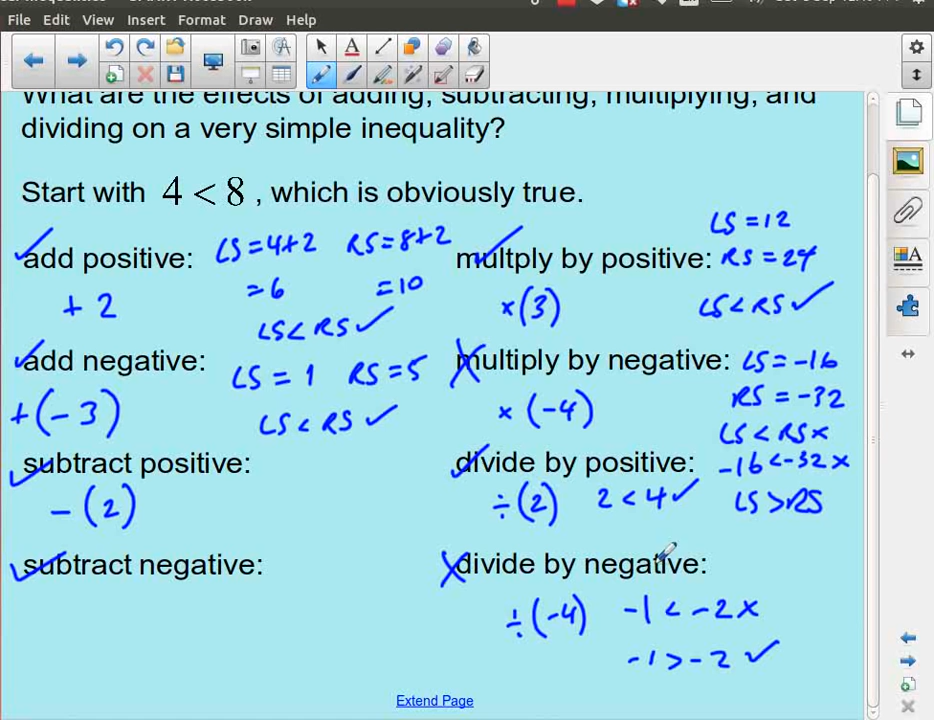 File Edit View Insert Format Draw Help
What are the effects of adding, subtracting, multiplying, and
dividing on a very simple inequality?
Start with 4 < 8 , which is obviously true.
add positive:
LS = 4+2 RS = 8+2
= 6 = 10
+ 2
LS < RS ✓
add negative:
LS = 1 RS = 5
+(-3)
LS < RS ✓
subtract positive:
-(2)
subtract negative:
multply by positive:
LS = 12
RS = 24
×(3)
LS < RS ✓
multiply by negative:
LS = -16
RS = -32
×(-4)
LS < RS ×
-16 < -32 ×
LS > RS
divide by positive:
÷(2) 2 < 4 ✓
divide by negative:
÷(-4) -1 < -2 ×
-1 > -2 ✓
Extend Page